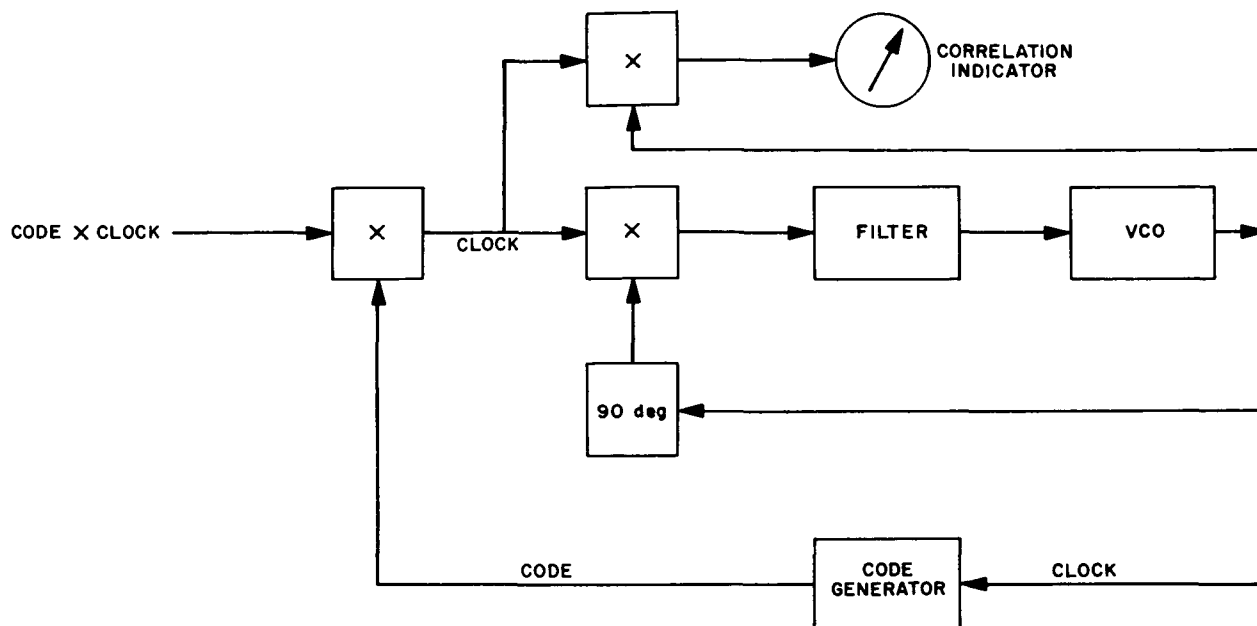 ×
CORRELATION
INDICATOR
CODE × CLOCK
×
CLOCK
×
FILTER
VCO
90 deg
CODE
CODE
GENERATOR
CLOCK